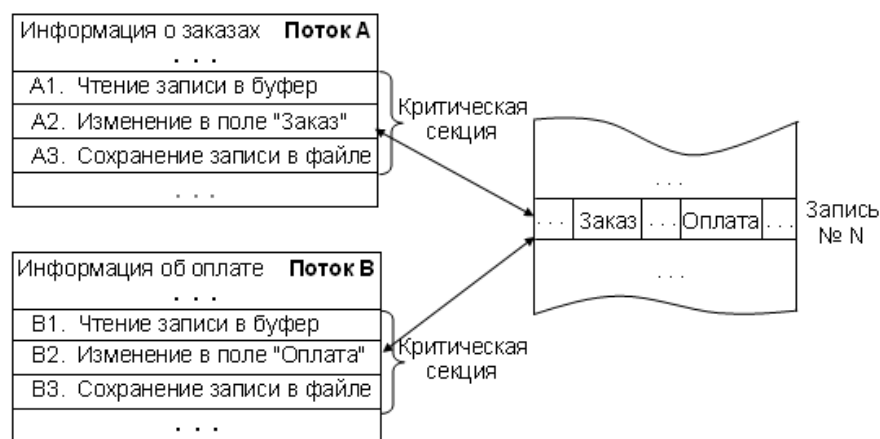 Информация о заказах Поток А
. . .
А1. Чтение записи в буфер
А2. Изменение в поле "Заказ"
А3. Сохранение записи в файле
. . .
Критическая
секция
. . .
. . . Заказ . . . Оплата . . .
. . .
Запись
№ N
Информация об оплате Поток В
. . .
В1. Чтение записи в буфер
В2. Изменение в поле "Оплата"
В3. Сохранение записи в файле
. . .
Критическая
секция